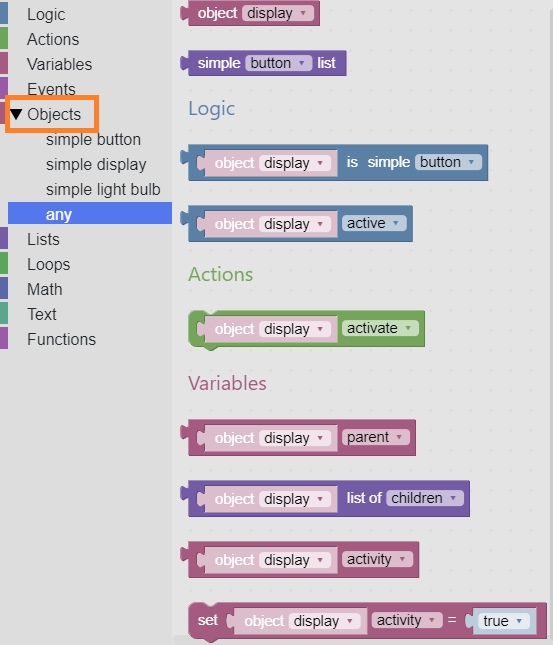 Logic
Actions
Variables
Events
Objects
simple button
simple display
simple light bulb
any
Lists
Loops
Math
Text
Functions
object display
simple button list
Logic
object display is simple button
object display active
Actions
object display activate
Variables
object display parent
object display list of children
object display activity
set object display activity = true